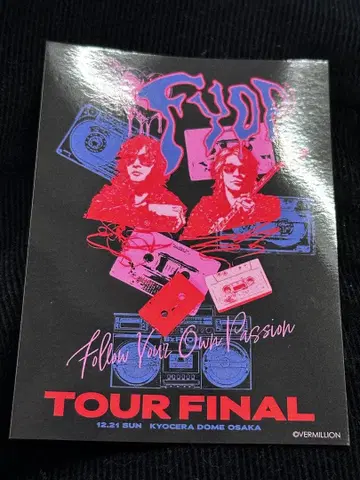 FYOP
Follow Your Own Passion
TOUR FINAL
12.21 SUN KYOCERA DOME OSAKA
©VERMILLION